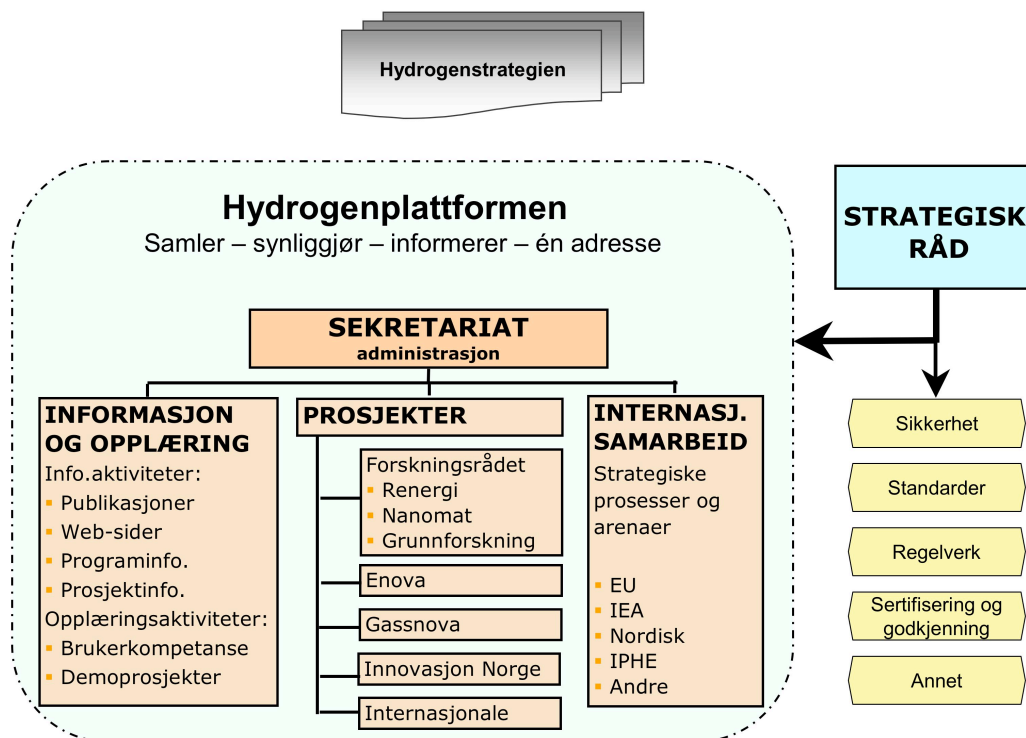 Hydrogenstrategien
Hydrogenplattformen
Samler – synliggjør – informerer – én adresse
STRATEGISK
RÅD
SEKRETARIAT
administrasjon
INFORMASJON
OG OPPLÆRING
Info.aktiviteter:
▪ Publikasjoner
▪ Web-sider
▪ Programinfo.
▪ Prosjektinfo.
Opplæringsaktiviteter:
▪ Brukerkompetanse
▪ Demoprosjekter
PROSJEKTER
Forskningsrådet
▪ Renergi
▪ Nanomat
▪ Grunnforskning
Enova
Gassnova
Innovasjon Norge
Internasjonale
INTERNASJ.
SAMARBEID
Strategiske
prosesser og
arenaer
▪ EU
▪ IEA
▪ Nordisk
▪ IPHE
▪ Andre
Sikkerhet
Standarder
Regelverk
Sertifisering og
godkjenning
Annet